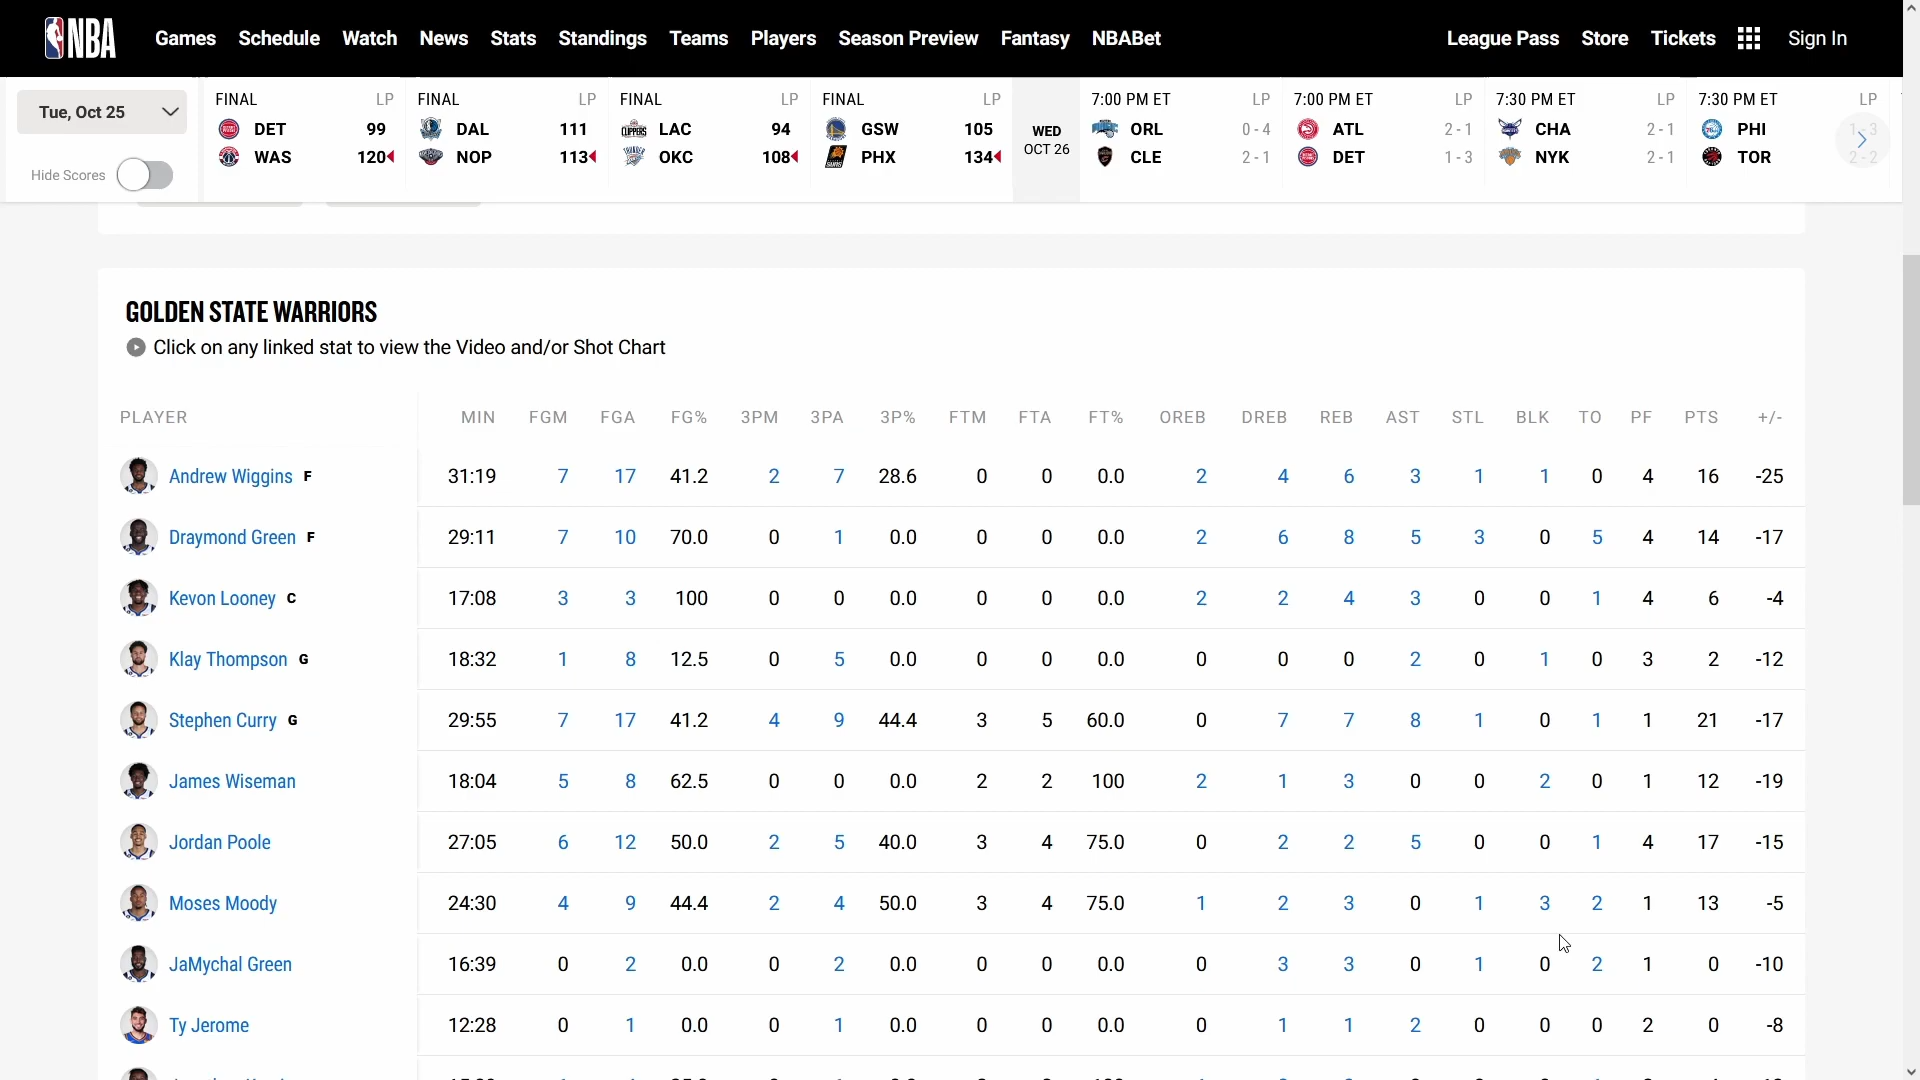 NBA Games Schedule Watch News Stats Standings Teams Players Season Preview Fantasy NBABet League Pass Store Tickets Sign In
Tue, Oct 25
Hide Scores
FINAL LP
DET 99
WAS 120
FINAL LP
DAL 111
NOP 113
FINAL LP
LAC 94
OKC 108
FINAL LP
GSW 105
PHX 134
WED
OCT 26
7:00 PM ET LP
ORL 0 - 4
CLE 2 - 1
7:00 PM ET LP
ATL 2 - 1
DET 1 - 3
7:30 PM ET LP
CHA 2 - 1
NYK 2 - 1
7:30 PM ET LP
PHI 1 - 3
TOR 2 - 2
GOLDEN STATE WARRIORS
Click on any linked stat to view the Video and/or Shot Chart
PLAYER MIN FGM FGA FG% 3PM 3PA 3P% FTM FTA FT% OREB DREB REB AST STL BLK TO PF PTS +/-
Andrew Wiggins F 31:19 7 17 41.2 2 7 28.6 0 0 0.0 2 4 6 3 1 1 0 4 16 -25
Draymond Green F 29:11 7 10 70.0 0 1 0.0 0 0 0.0 2 6 8 5 3 0 5 4 14 -17
Kevon Looney C 17:08 3 3 100 0 0 0.0 0 0 0.0 2 2 4 3 0 0 1 4 6 -4
Klay Thompson G 18:32 1 8 12.5 0 5 0.0 0 0 0.0 0 0 0 2 0 1 0 3 2 -12
Stephen Curry G 29:55 7 17 41.2 4 9 44.4 3 5 60.0 0 7 7 8 1 0 1 1 21 -17
James Wiseman 18:04 5 8 62.5 0 0 0.0 2 2 100 2 1 3 0 0 2 0 1 12 -19
Jordan Poole 27:05 6 12 50.0 2 5 40.0 3 4 75.0 0 2 2 5 0 0 1 4 17 -15
Moses Moody 24:30 4 9 44.4 2 4 50.0 3 4 75.0 1 2 3 0 1 3 2 1 13 -5
JaMychal Green 16:39 0 2 0.0 0 2 0.0 0 0 0.0 0 3 3 0 1 0 2 1 0 -10
Ty Jerome 12:28 0 1 0.0 0 1 0.0 0 0 0.0 0 1 1 2 0 0 0 2 0 -8